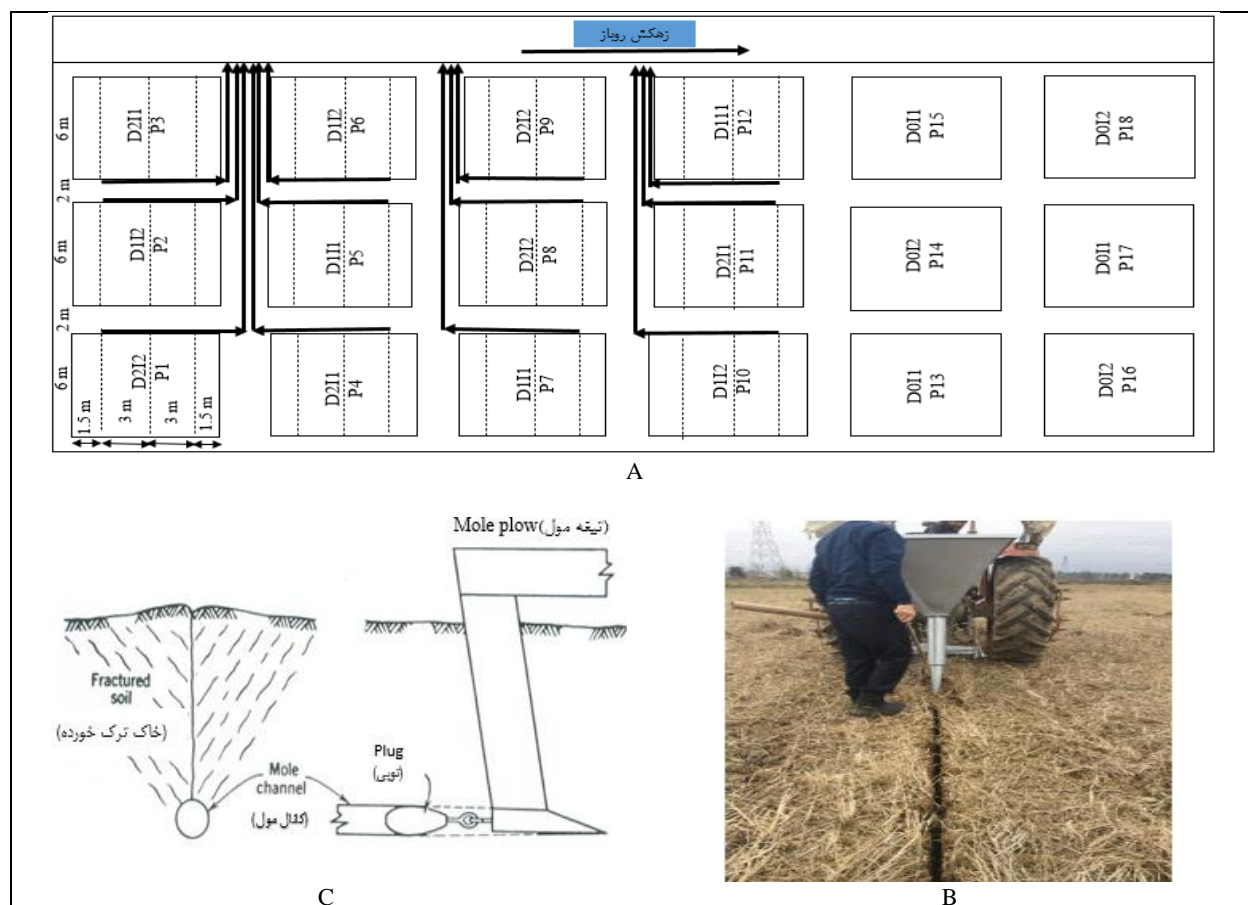 زهکش روباز
6 m
2 m
6 m
2 m
6 m
D2I1
P3
D1I2
P6
D2I2
P9
D111
P12
D0I1
P15
D0I2
P18
D1I2
P2
D1I1
P5
D2I2
P8
D2I1
P11
D0I2
P14
D0I1
P17
D2I2
P1
D2I1
P4
D1I1
P7
D1I2
P10
D0I1
P13
D0I2
P16
1.5 m
3 m
3 m
1.5 m
A
Mole plow(تیغه مول)
Fractured
soil
(خاک ترک خورده)
Plug
(توپی)
Mole
channel
(کنال مول)
C
B